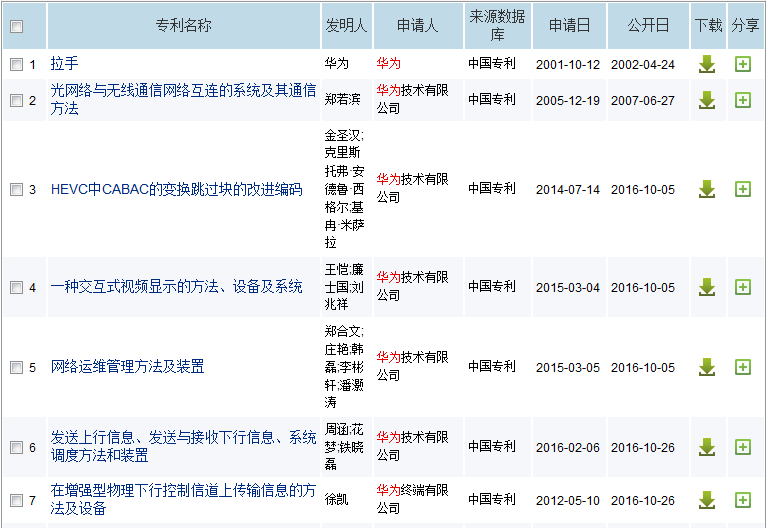 专利名称 发明人 申请人 来源数据库 申请日 公开日 下载 分享
1 拉手 华为 华为 中国专利 2001-10-12 2002-04-24
2 光网络与无线通信网络互连的系统及其通信方法 郑若滨 华为技术有限公司 中国专利 2005-12-19 2007-06-27
3 HEVC中CABAC的变换跳过块的改进编码 金圣汉;克里斯托弗·安德鲁·西格尔;基冉·米萨拉 华为技术有限公司 中国专利 2014-07-14 2016-10-05
4 一种交互式视频显示的方法、设备及系统 王恺;廉士国;刘兆祥 华为技术有限公司 中国专利 2015-03-04 2016-10-05
5 网络运维管理方法及装置 郑合文;庄艳;韩磊;李彬轩;潘灏涛 华为技术有限公司 中国专利 2015-03-05 2016-10-05
6 发送上行信息、发送与接收下行信息、系统调度方法和装置 周涵;花梦;铁晓磊 华为技术有限公司 中国专利 2016-02-06 2016-10-26
7 在增强型物理下行控制信道上传输信息的方法及设备 徐凯 华为终端有限公司 中国专利 2012-05-10 2016-10-26